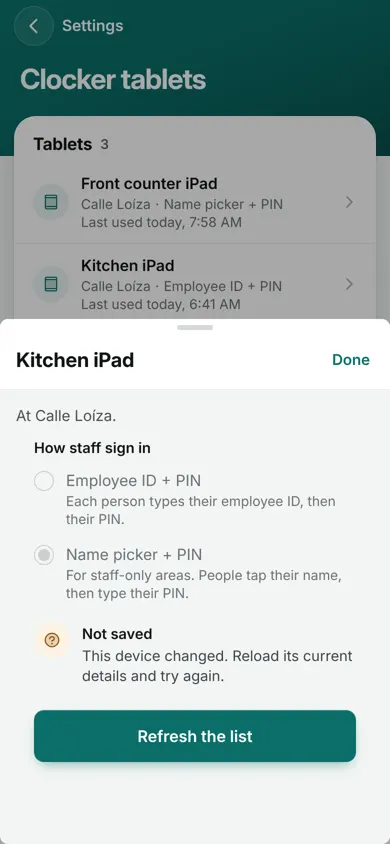 Settings
Clocker tablets
Tablets 3
Front counter iPad
Calle Loíza · Name picker + PIN
Last used today, 7:58 AM
Kitchen iPad
Calle Loíza · Employee ID + PIN
Last used today, 6:41 AM
Kitchen iPad
Done
At Calle Loíza.
How staff sign in
Employee ID + PIN
Each person types their employee ID, then
their PIN.
Name picker + PIN
For staff-only areas. People tap their name,
then type their PIN.
Not saved
This device changed. Reload its current
details and try again.
Refresh the list